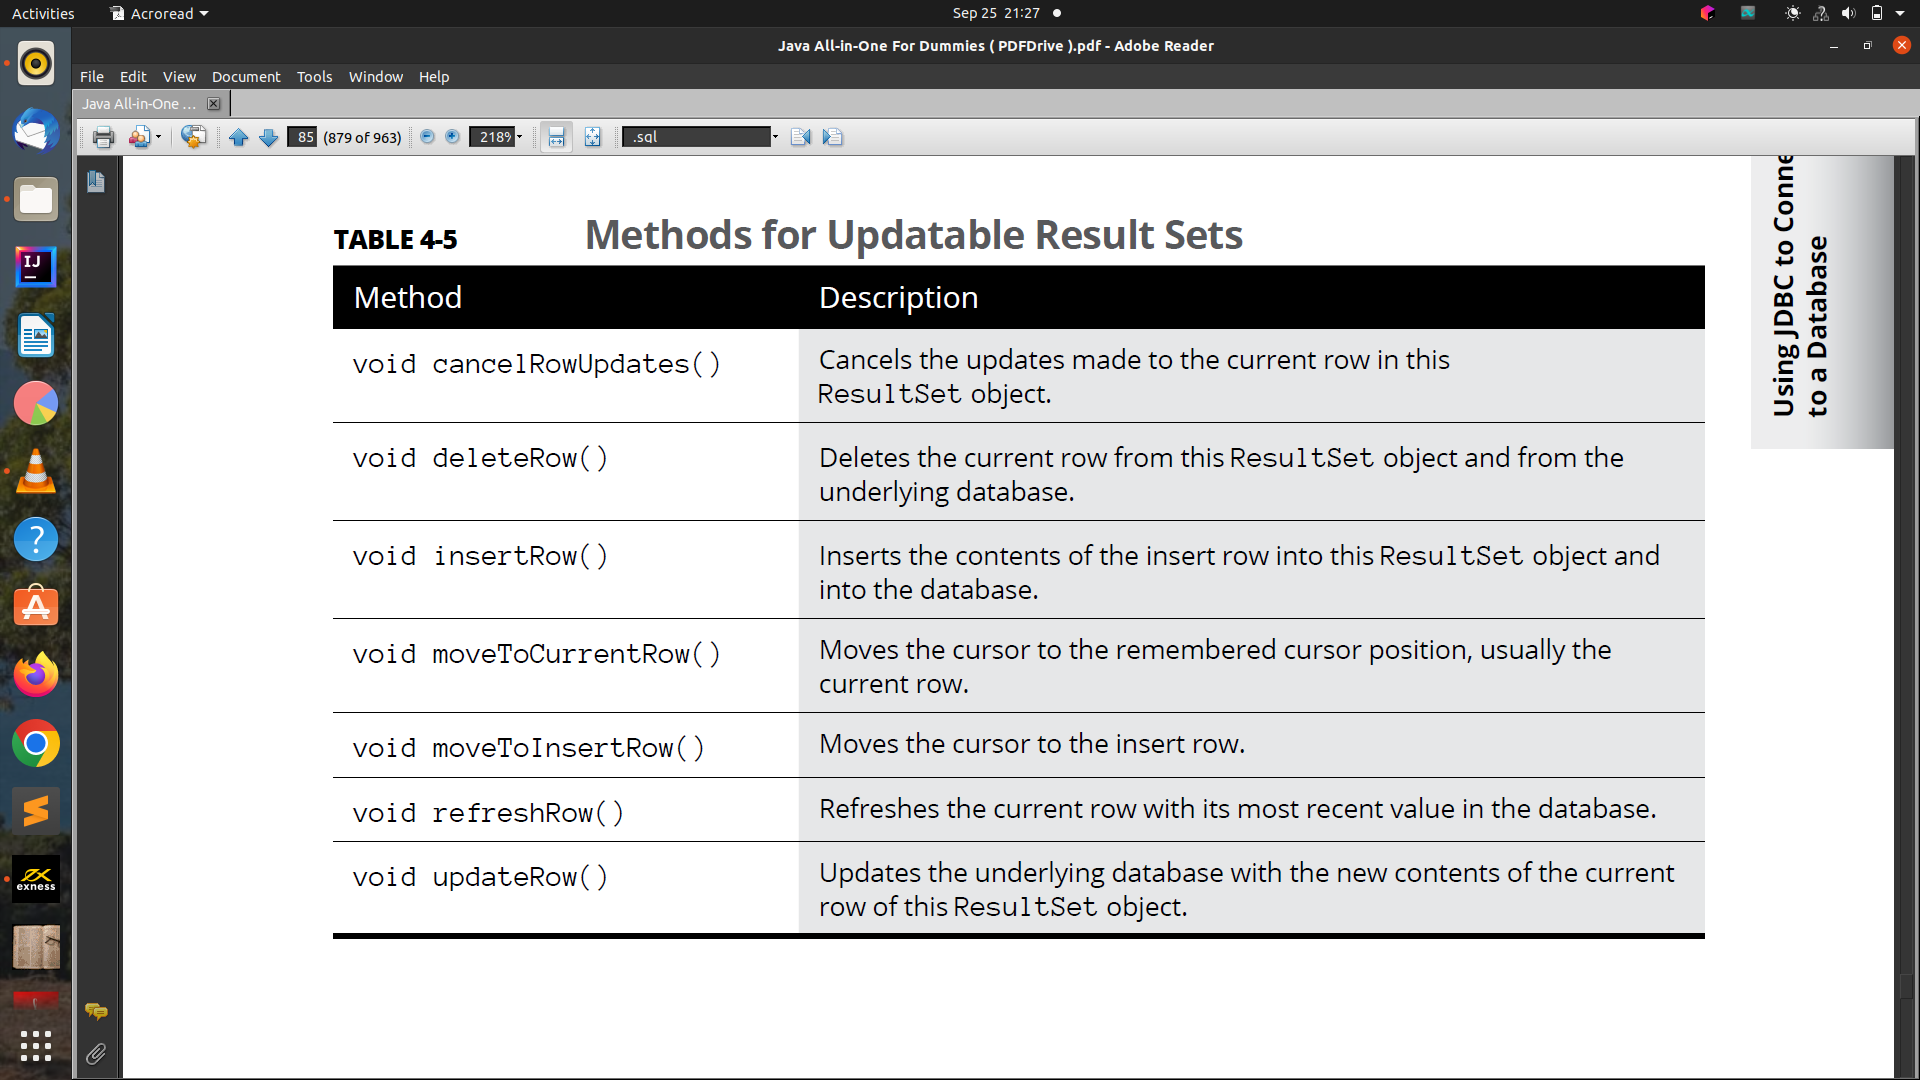 Activities
Acroread
Sep 25 21:27
Java All-in-One For Dummies ( PDFDrive ).pdf - Adobe Reader
File Edit View Document Tools Window Help
Java All-in-One ...
85 (879 of 963) 218% .sql
Using JDBC to Conne
to a Database
TABLE 4-5 Methods for Updatable Result Sets
Method Description
void cancelRowUpdates() Cancels the updates made to the current row in this
ResultSet object.
void deleteRow() Deletes the current row from this ResultSet object and from the
underlying database.
void insertRow() Inserts the contents of the insert row into this ResultSet object and
into the database.
void moveToCurrentRow() Moves the cursor to the remembered cursor position, usually the
current row.
void moveToInsertRow() Moves the cursor to the insert row.
void refreshRow() Refreshes the current row with its most recent value in the database.
void updateRow() Updates the underlying database with the new contents of the current
row of this ResultSet object.
IJ
exness